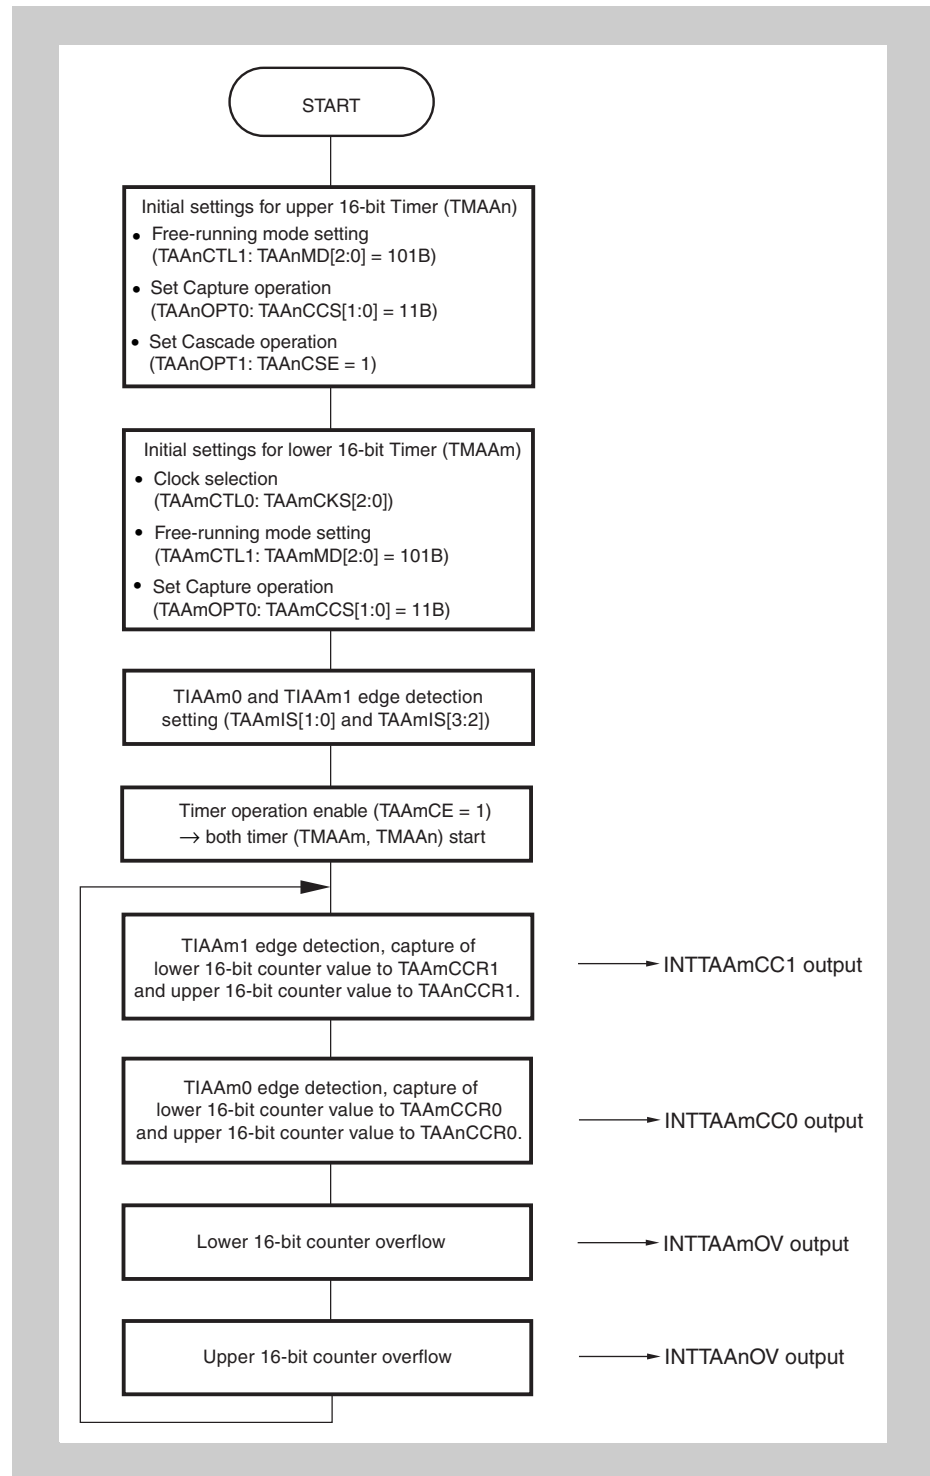 START
Initial settings for upper 16-bit Timer (TMAAn)
• Free-running mode setting
(TAAnCTL1: TAAnMD[2:0] = 101B)
• Set Capture operation
(TAAnOPT0: TAAnCCS[1:0] = 11B)
• Set Cascade operation
(TAAnOPT1: TAAnCSE = 1)
Initial settings for lower 16-bit Timer (TMAAm)
• Clock selection
(TAAmCTL0: TAAmCKS[2:0])
• Free-running mode setting
(TAAmCTL1: TAAmMD[2:0] = 101B)
• Set Capture operation
(TAAmOPT0: TAAmCCS[1:0] = 11B)
TIAAm0 and TIAAm1 edge detection
setting (TAAmIS[1:0] and TAAmIS[3:2])
Timer operation enable (TAAmCE = 1)
→ both timer (TMAAm, TMAAn) start
TIAAm1 edge detection, capture of
lower 16-bit counter value to TAAmCCR1
and upper 16-bit counter value to TAAnCCR1.
INTTAAmCC1 output
TIAAm0 edge detection, capture of
lower 16-bit counter value to TAAmCCR0
and upper 16-bit counter value to TAAnCCR0.
INTTAAmCC0 output
Lower 16-bit counter overflow
INTTAAmOV output
Upper 16-bit counter overflow
INTTAAnOV output